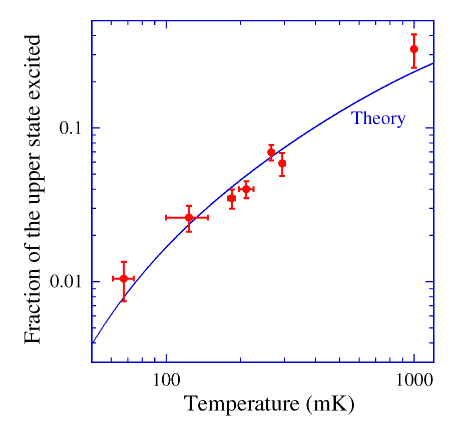 Fraction of the upper state excited
0.1
0.01
Theory
100
1000
Temperature (mK)